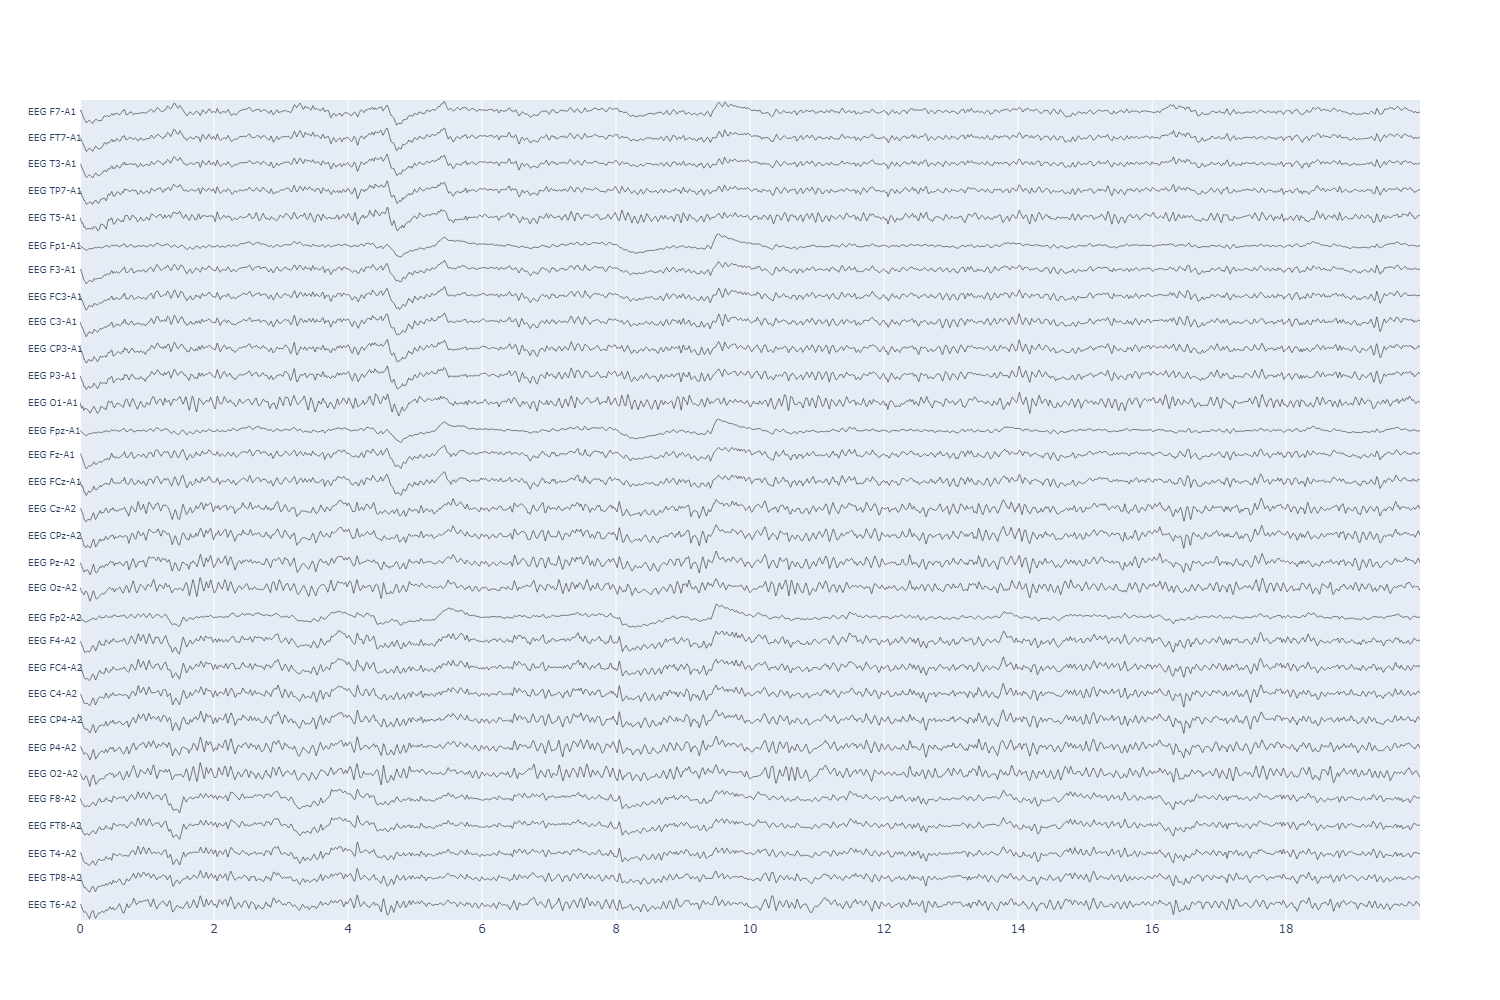 EEG F7-A1
EEG FT7-A1
EEG T3-A1
EEG TP7-A1
EEG T5-A1
EEG Fp1-A1
EEG F3-A1
EEG FC3-A1
EEG C3-A1
EEG CP3-A1
EEG P3-A1
EEG O1-A1
EEG Fpz-A1
EEG Fz-A1
EEG FCz-A1
EEG Cz-A2
EEG CPz-A2
EEG Pz-A2
EEG Oz-A2
EEG Fp2-A2
EEG F4-A2
EEG FC4-A2
EEG C4-A2
EEG CP4-A2
EEG P4-A2
EEG O2-A2
EEG F8-A2
EEG FT8-A2
EEG T4-A2
EEG TP8-A2
EEG T6-A2
0 2 4 6 8 10 12 14 16 18